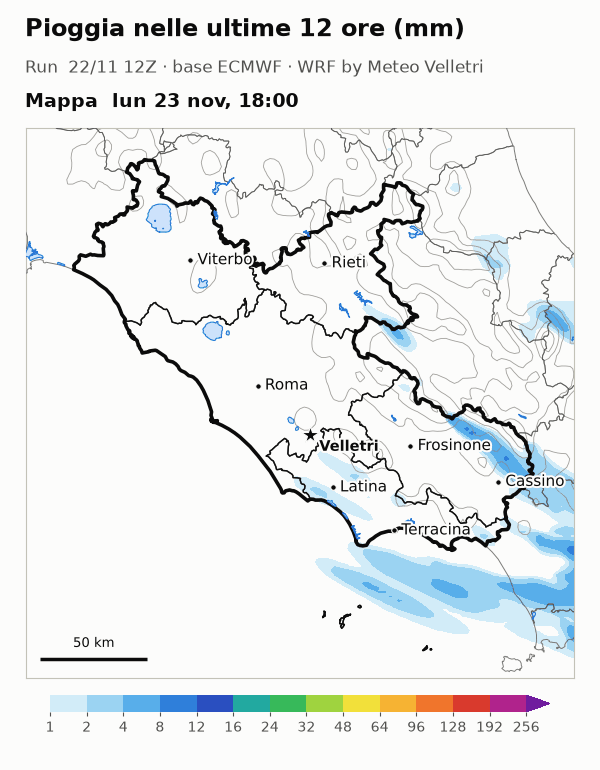 Pioggia nelle ultime 12 ore (mm)
Run  22/11 12Z · base ECMWF · WRF by Meteo Velletri
Mappa  lun 23 nov, 18:00
Viterbo
Rieti
Roma
Velletri
Frosinone
Latina
Cassino
Terracina
50 km
1 2 4 8 12 16 24 32 48 64 96 128 192 256